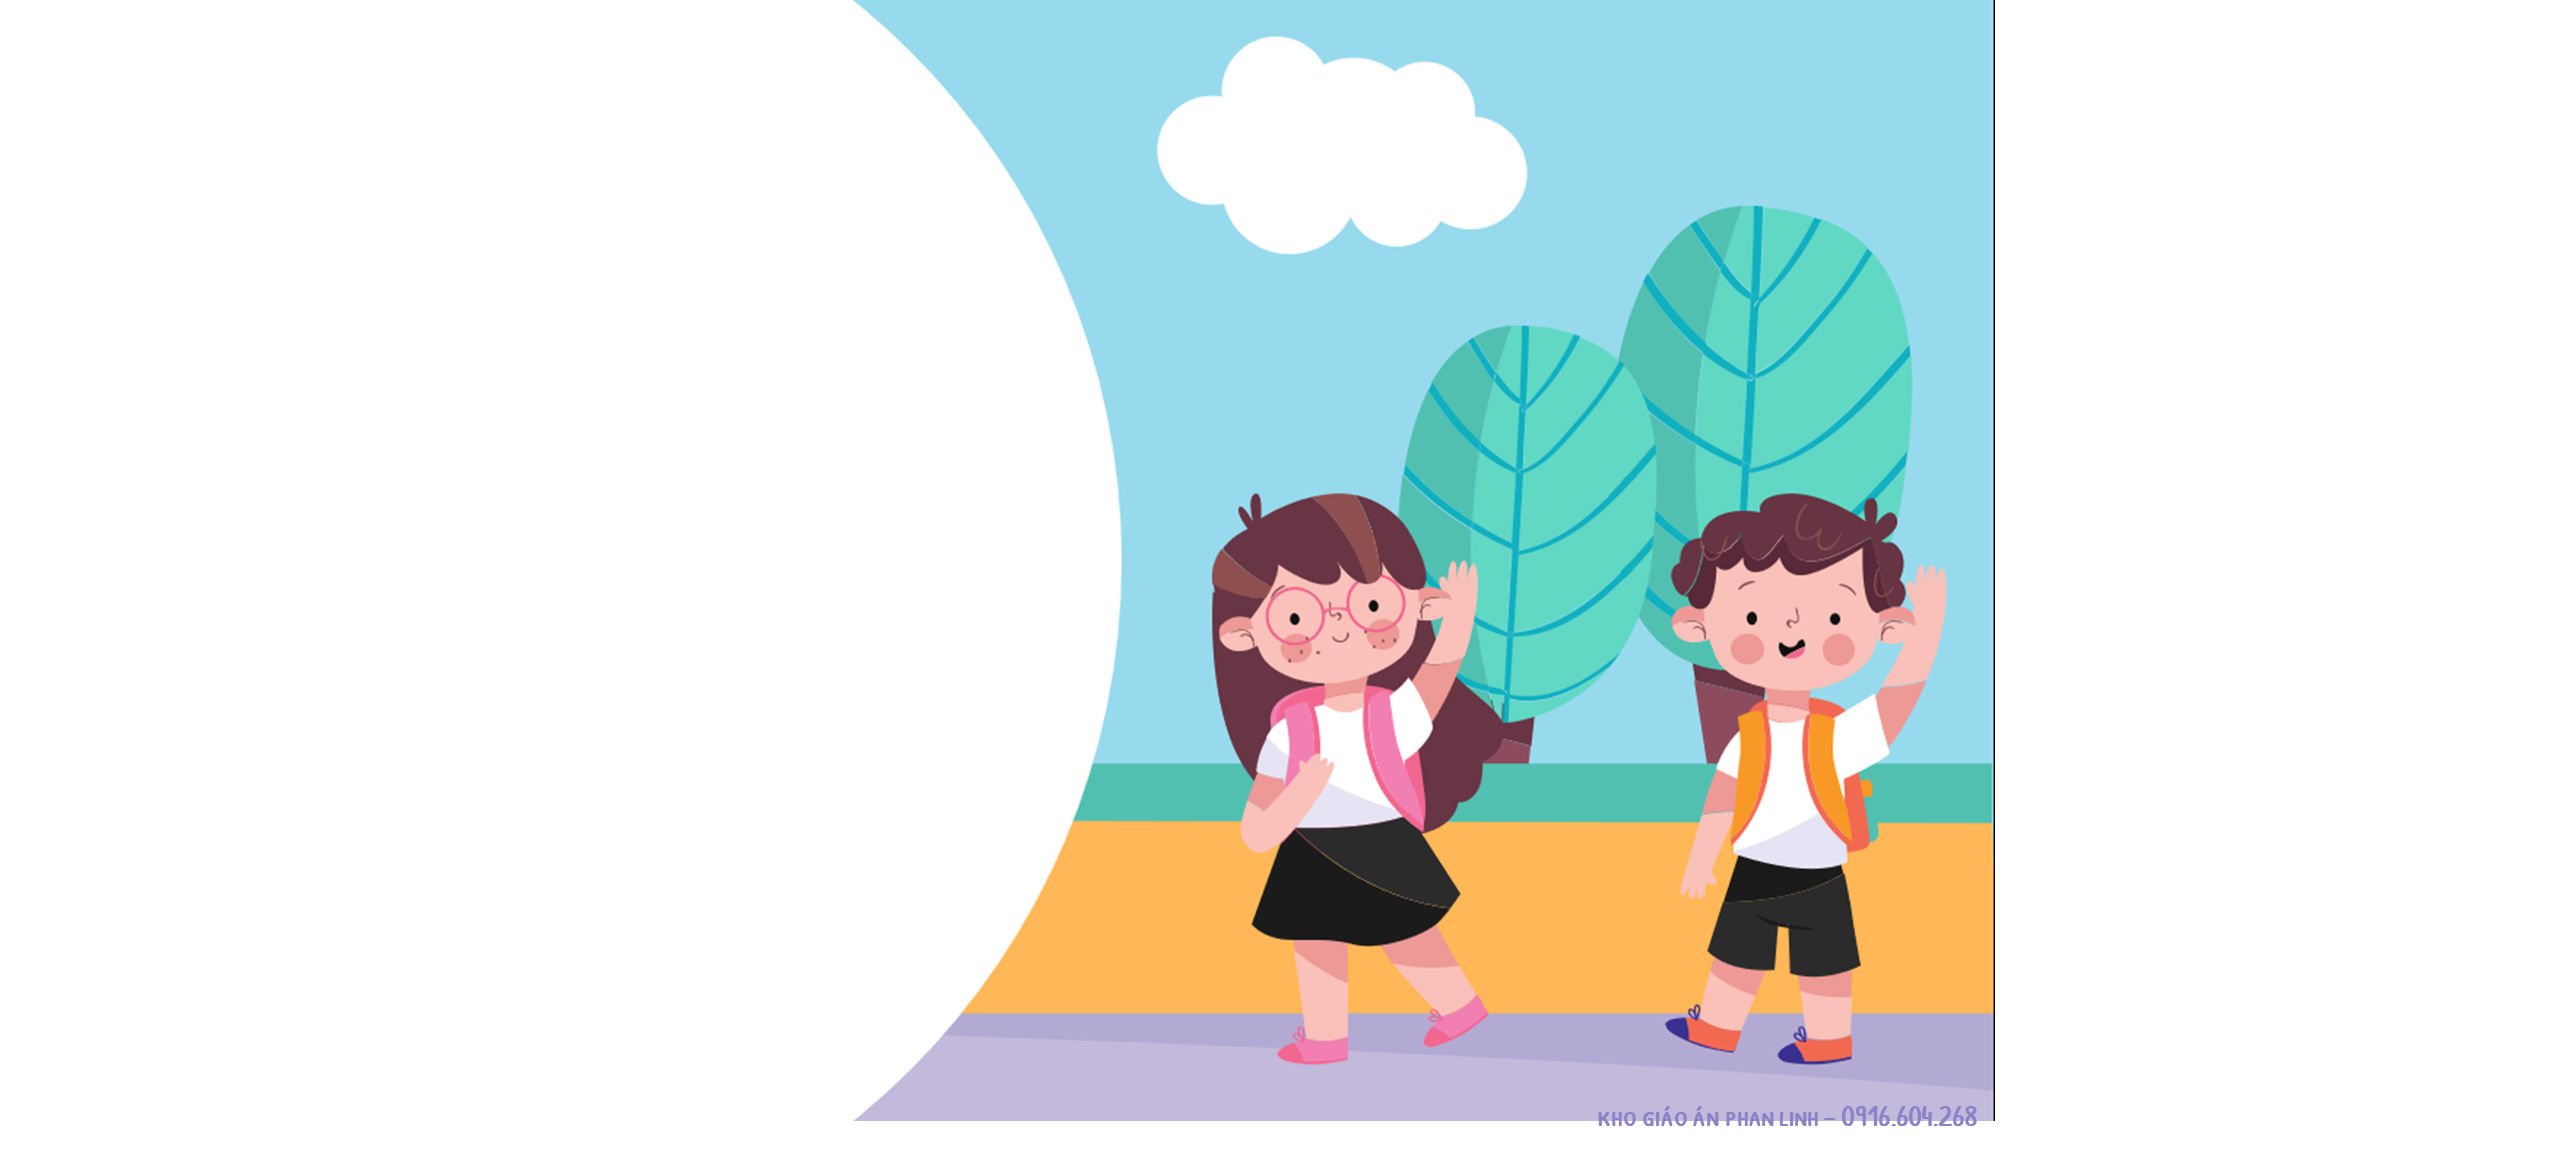 KHO GIÁO ÁN PHAN LINH – 0916.604.268